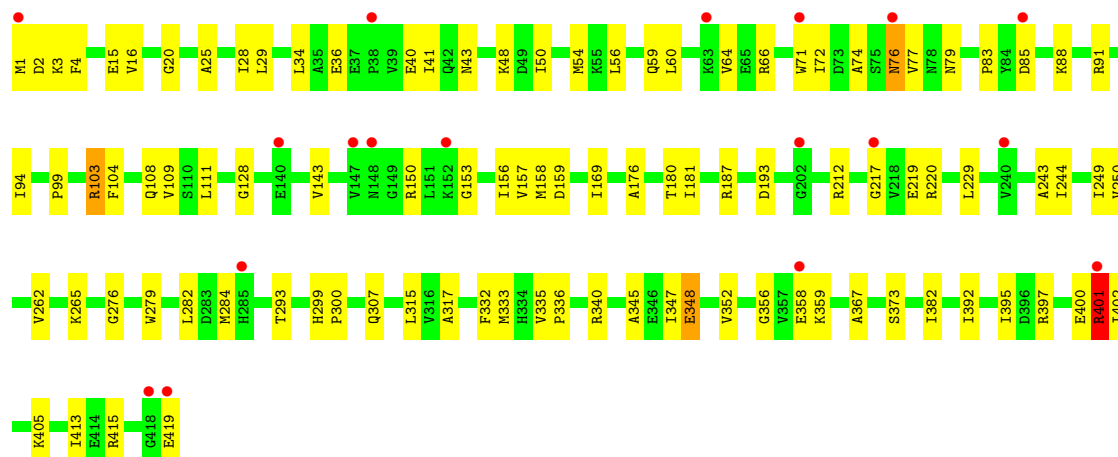 M1 D2 K3 F4 E15 V16 G20 A25 I28 L29 L34 A35 E36 E37 P38 V39 E40 I41 Q42 N43 K48 D49 I50 M54 K55 L56 Q59 L60 K63 V64 E65 R66 W71 I72 D73 A74 S75 N76 V77 N78 N79 P83 Y84 D85 K88 R91
I94 P99 R103 F104 Q108 V109 S110 L111 G128 E140 V143 V147 N148 G149 R150 L151 K152 G153 I156 V157 M158 D159 I169 A176 T180 I181 R187 D193 G202 R212 G217 V218 E219 R220 L229 V240 A243 I244 I249
V262 K265 G276 W279 L282 D283 M284 H285 T293 H299 P300 Q307 L315 V316 A317 F332 M333 H334 V335 P336 R340 A345 E346 I347 E348 V352 G356 V357 E358 K359 A367 S373 I382 I392 I395 D396 R397 E400 R401
K405 I413 E414 R415 G418 E419